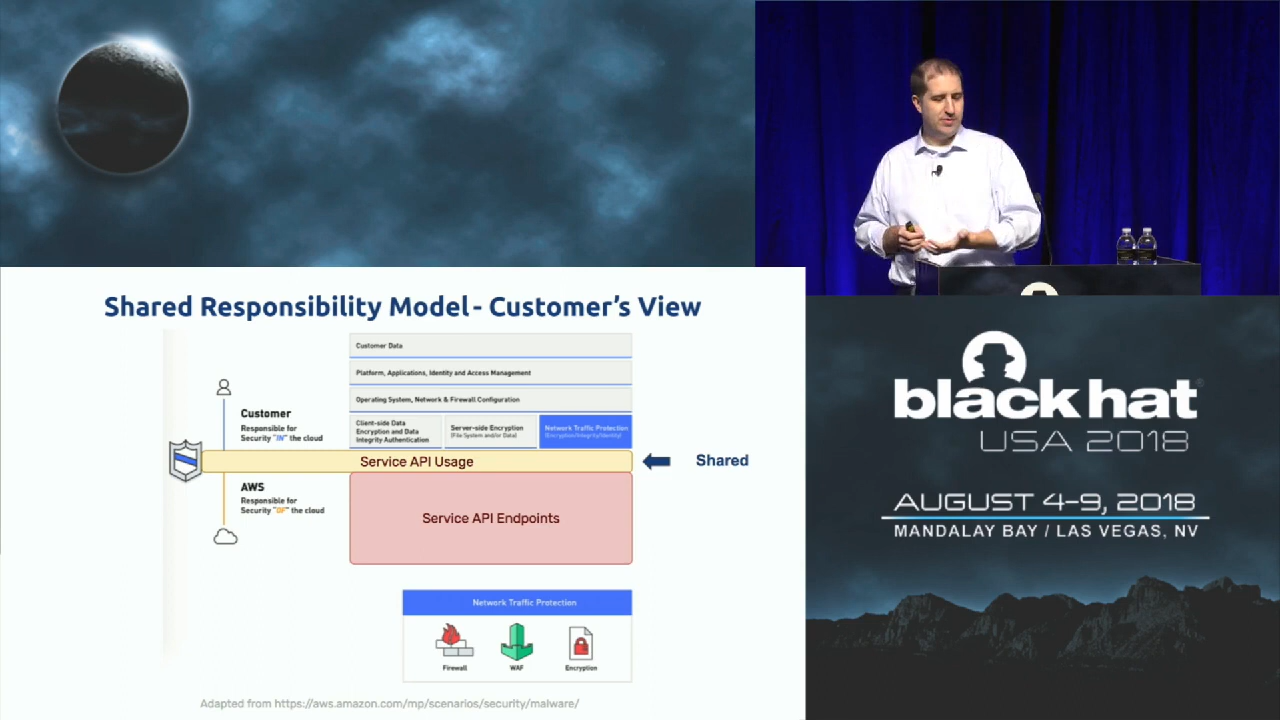 Shared Responsibility Model - Customer's View
Customer Data
Platform, Applications, Identity and Access Management
Operating System, Network & Firewall Configuration
Client-side Data
Encryption and Data
Integrity Authentication
Server-side Encryption
(File System and/or Data)
Network Traffic Protection
(Encryption/Integrity/Identity)
Customer
Responsible for
Security "IN" the cloud
Service API Usage
Shared
AWS
Responsible for
Security "OF" the cloud
Service API Endpoints
Network Traffic Protection
Firewall
WAF
Encryption
Adapted from https://aws.amazon.com/mp/scenarios/security/malware/
black hat
USA 2018
AUGUST 4-9, 2018
MANDALAY BAY / LAS VEGAS, NV